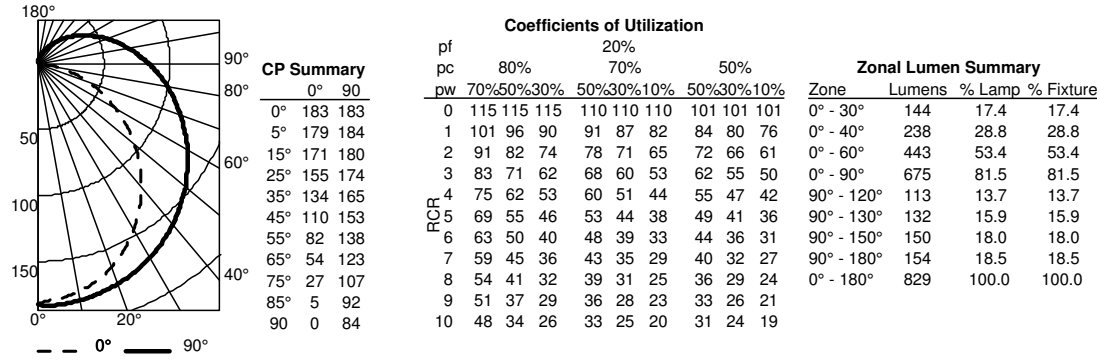 180°
90°
80°
60°
40°
50
100
150
0° 20°
0° 90°
CP Summary
0° 90
0° 183 183
5° 179 184
15° 171 180
25° 155 174
35° 134 165
45° 110 153
55° 82 138
65° 54 123
75° 27 107
85° 5 92
90 0 84
Coefficients of Utilization
pf 20%
pc 80% 70% 50%
pw 70%50%30% 50%30%10% 50%30%10%
RCR
0 115 115 115 110 110 110 101 101 101
1 101 96 90 91 87 82 84 80 76
2 91 82 74 78 71 65 72 66 61
3 83 71 62 68 60 53 62 55 50
4 75 62 53 60 51 44 55 47 42
5 69 55 46 53 44 38 49 41 36
6 63 50 40 48 39 33 44 36 31
7 59 45 36 43 35 29 40 32 27
8 54 41 32 39 31 25 36 29 24
9 51 37 29 36 28 23 33 26 21
10 48 34 26 33 25 20 31 24 19
Zonal Lumen Summary
Zone Lumens % Lamp % Fixture
0° - 30° 144 17.4 17.4
0° - 40° 238 28.8 28.8
0° - 60° 443 53.4 53.4
0° - 90° 675 81.5 81.5
90° - 120° 113 13.7 13.7
90° - 130° 132 15.9 15.9
90° - 150° 150 18.0 18.0
90° - 180° 154 18.5 18.5
0° - 180° 829 100.0 100.0